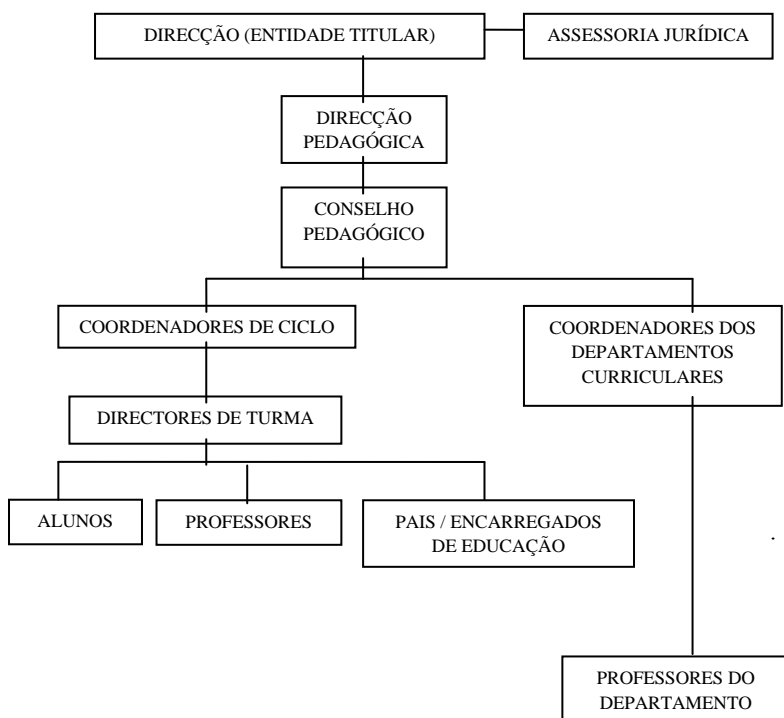 DIRECÇÃO (ENTIDADE TITULAR)
ASSESSORIA JURÍDICA
DIRECÇÃO
PEDAGÓGICA
CONSELHO
PEDAGÓGICO
COORDENADORES DE CICLO
COORDENADORES DOS
DEPARTAMENTOS
CURRICULARES
DIRECTORES DE TURMA
ALUNOS
PROFESSORES
PAIS / ENCARREGADOS
DE EDUCAÇÃO
.
PROFESSORES DO
DEPARTAMENTO